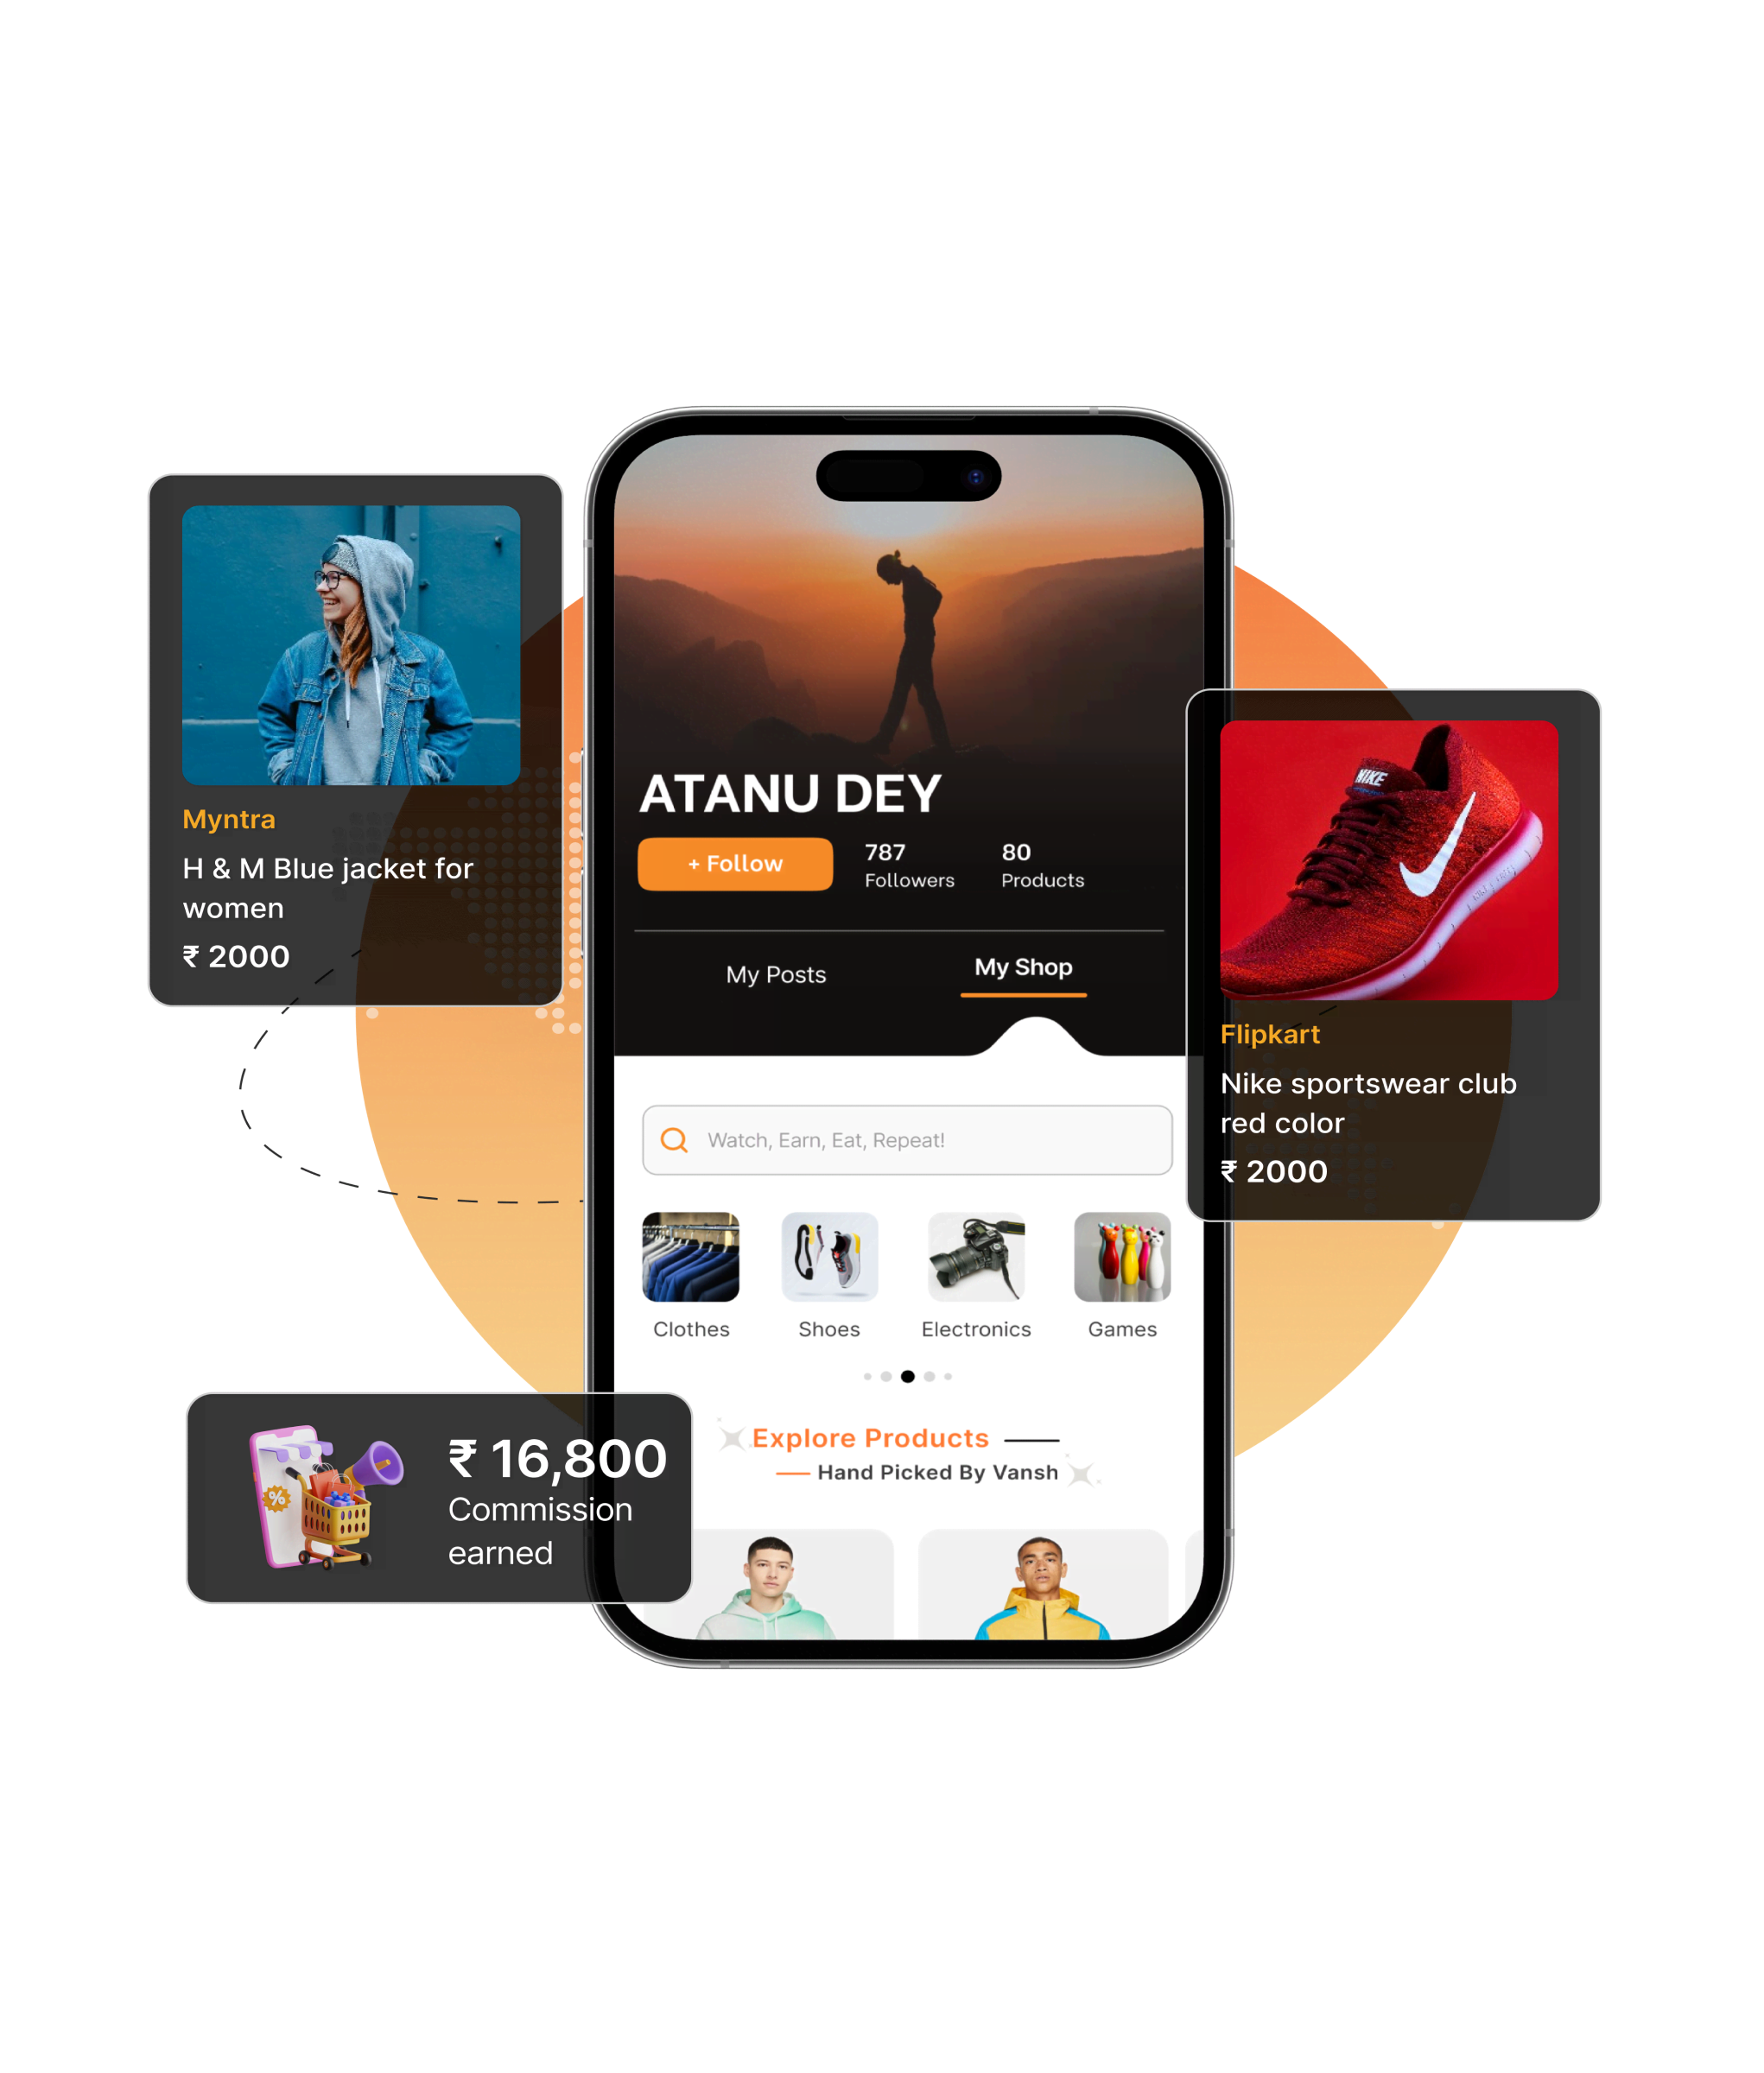 Myntra
H & M Blue jacket for
women
₹ 2000
ATANU DEY
+ Follow
787
Followers
80
Products
My Posts
My Shop
NIKE
Flipkart
Nike sportswear club
red color
₹ 2000
Watch, Earn, Eat, Repeat!
Clothes
Shoes
Electronics
Games
Explore Products
Hand Picked By Vansh
%
₹ 16,800
Commission
earned